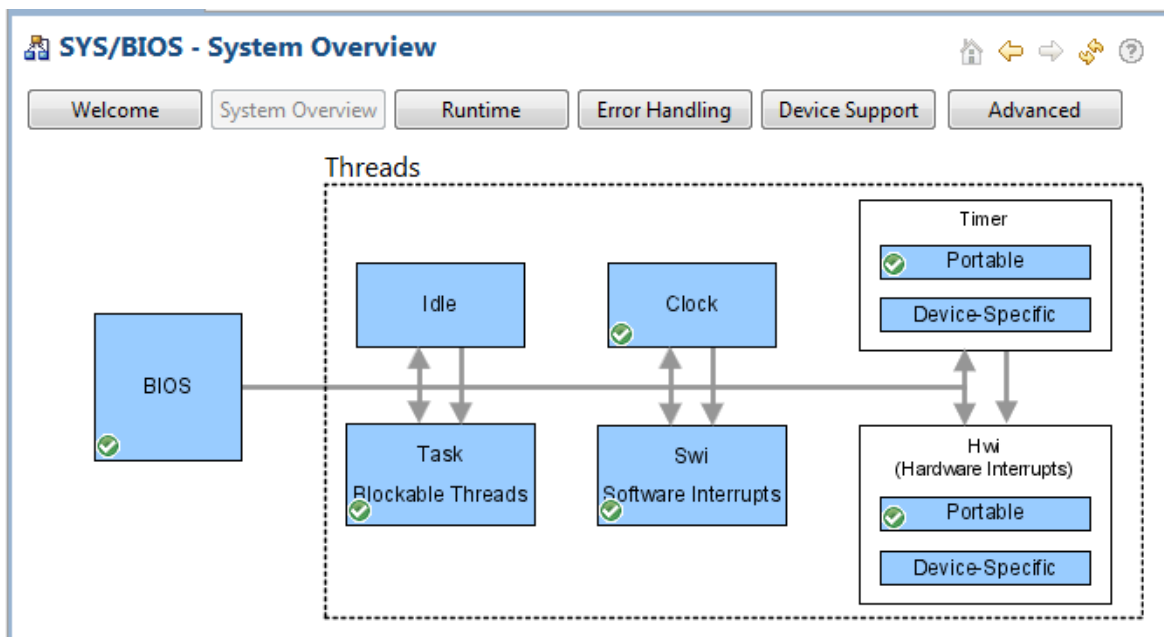 SYS/BIOS - System Overview
Welcome
System Overview
Runtime
Error Handling
Device Support
Advanced
Threads
Timer
Portable
Device-Specific
Idle
Clock
BIOS
Task
Blockable Threads
Swi
Software Interrupts
Hwi
(Hardware Interrupts)
Portable
Device-Specific